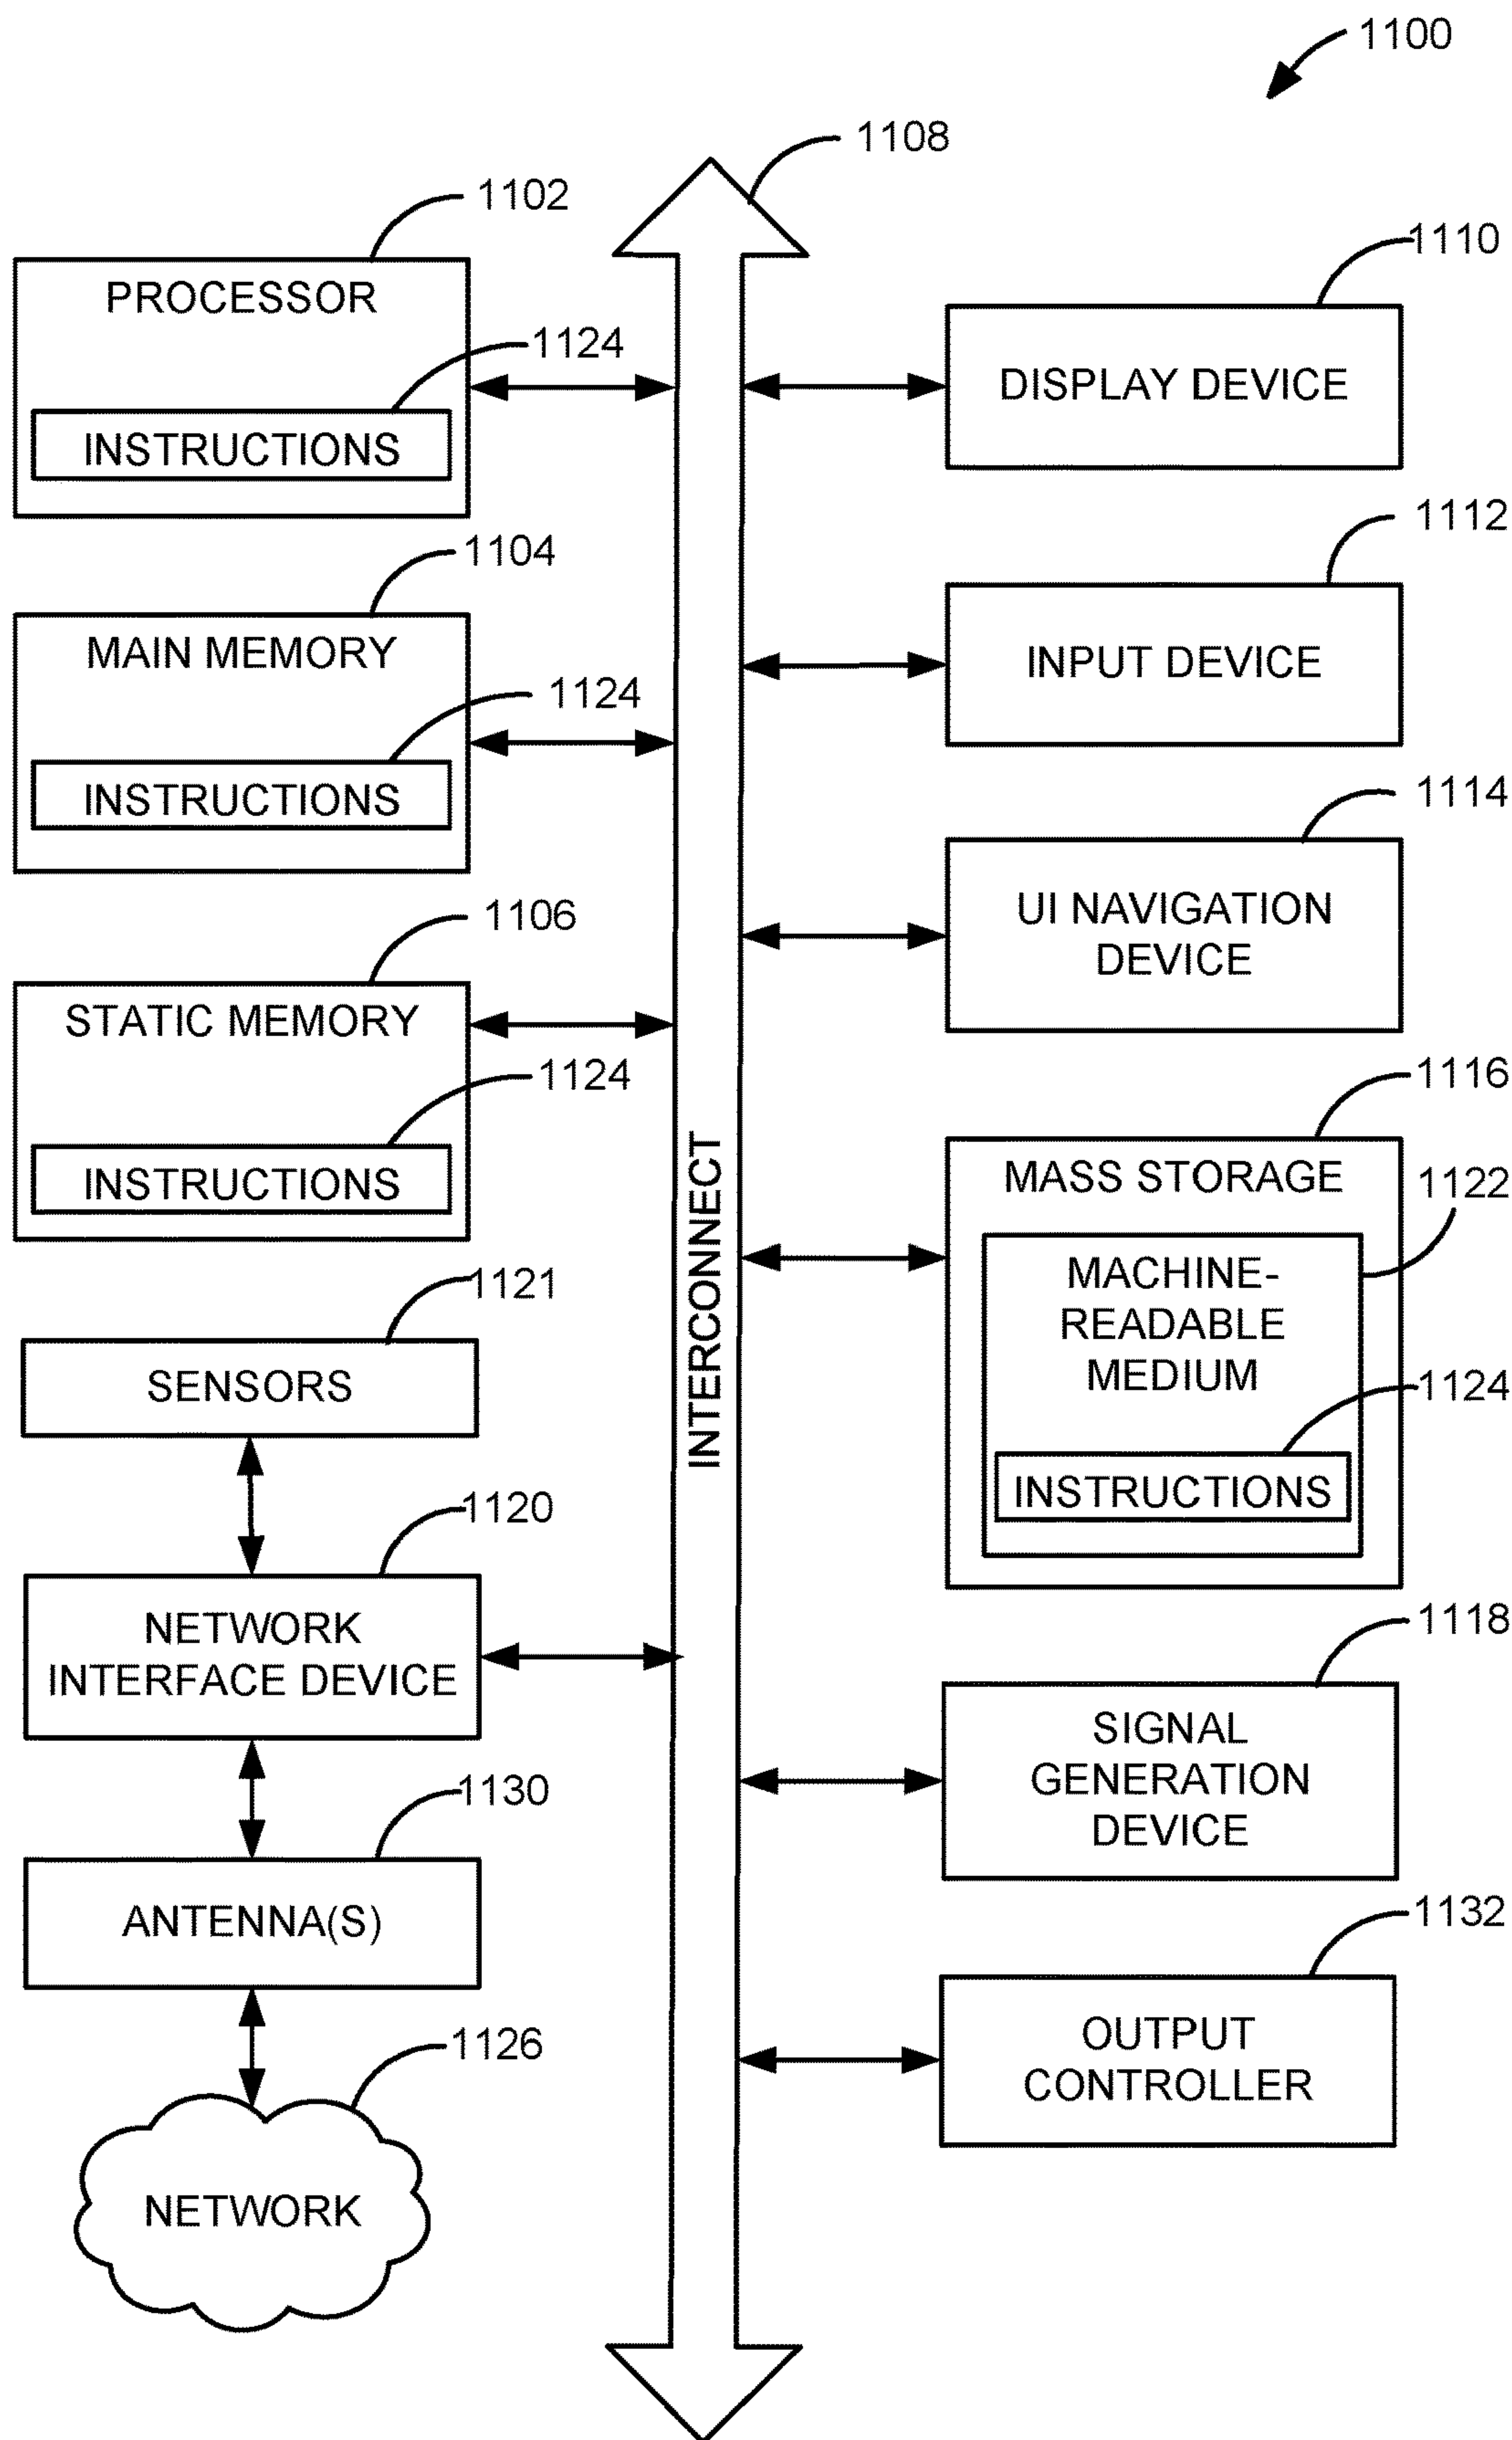 1100
1108
1102
PROCESSOR
1124
INSTRUCTIONS
1104
MAIN MEMORY
1124
INSTRUCTIONS
1106
STATIC MEMORY
1124
INSTRUCTIONS
1121
SENSORS
1120
NETWORK
INTERFACE DEVICE
1130
ANTENNA(S)
1126
NETWORK
INTERCONNECT
1110
DISPLAY DEVICE
1112
INPUT DEVICE
1114
UI NAVIGATION
DEVICE
1116
MASS STORAGE
1122
MACHINE-
READABLE
MEDIUM
1124
INSTRUCTIONS
1118
SIGNAL
GENERATION
DEVICE
1132
OUTPUT
CONTROLLER